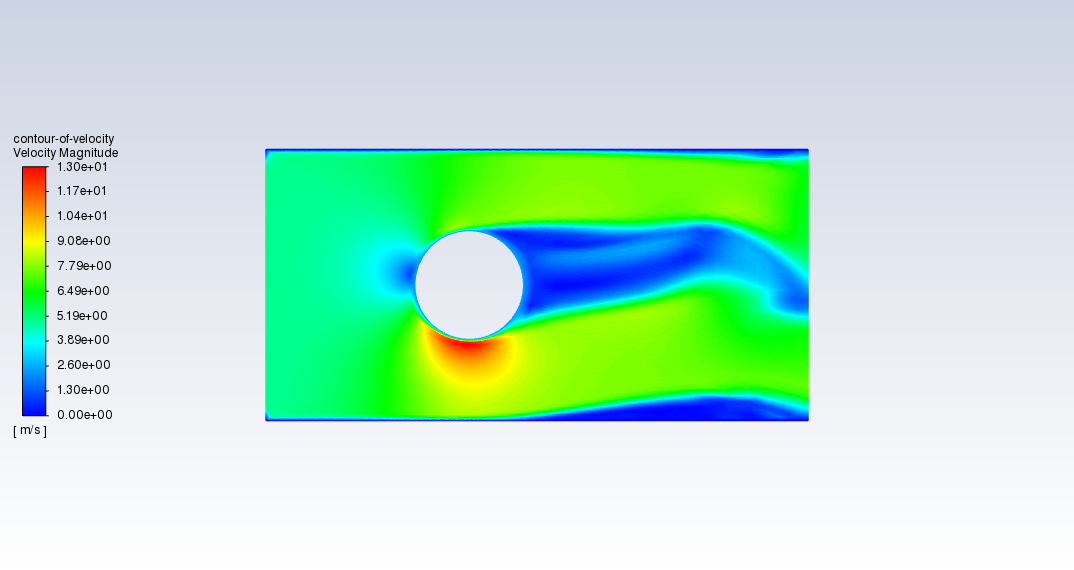 contour-of-velocity
Velocity Magnitude
1.30e+01
1.17e+01
1.04e+01
9.08e+00
7.79e+00
6.49e+00
5.19e+00
3.89e+00
2.60e+00
1.30e+00
0.00e+00
[ m/s ]